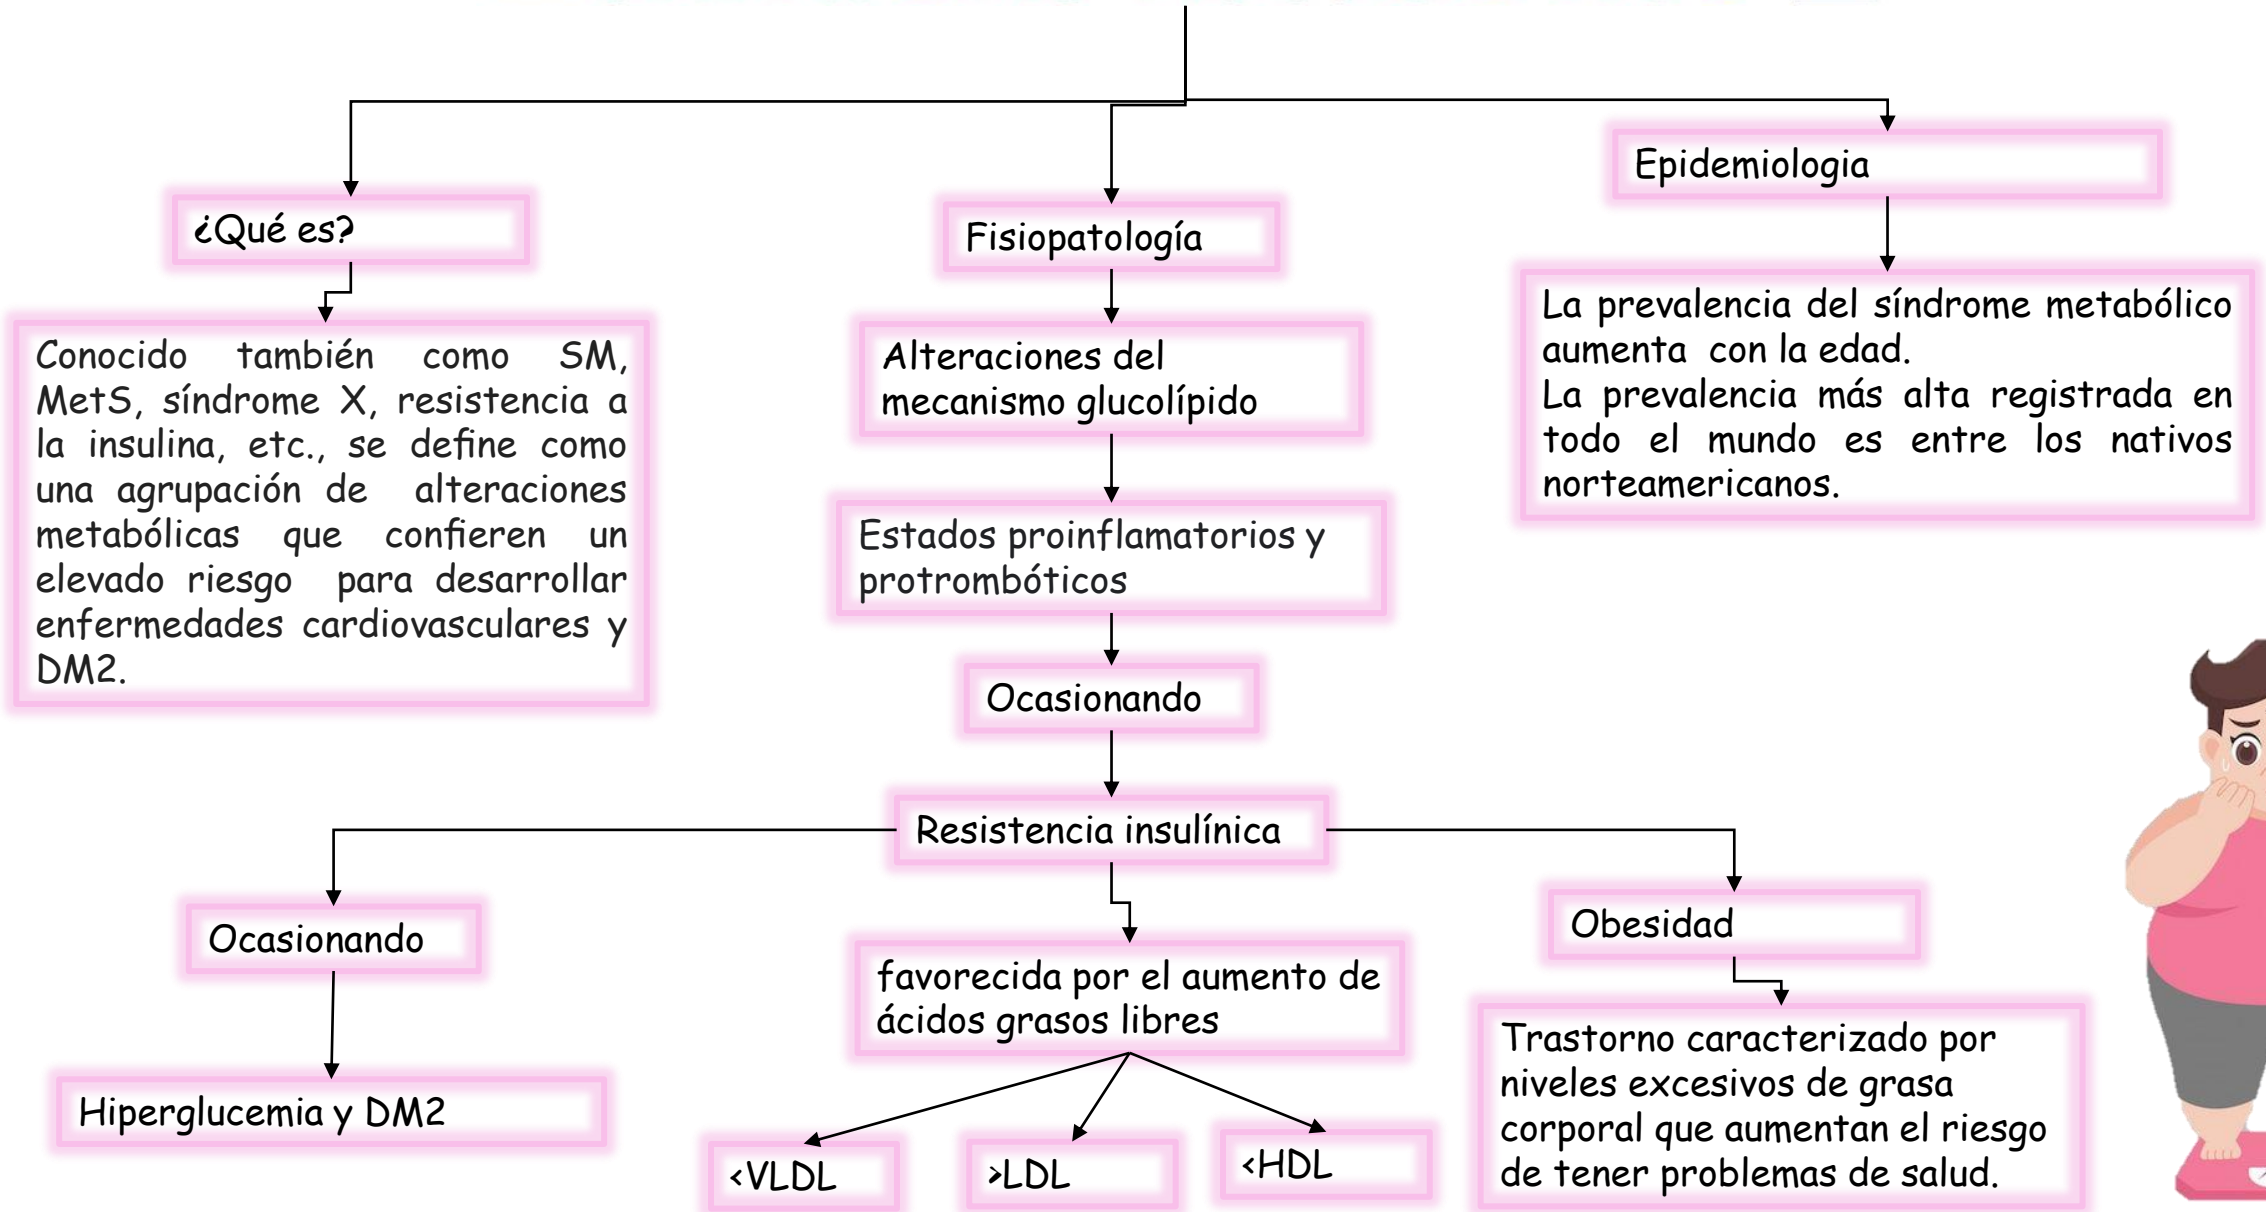 ¿Qué es?
Conocido también como SM,
MetS, síndrome X, resistencia a
la insulina, etc., se define como
una agrupación de alteraciones
metabólicas que confieren un
elevado riesgo para desarrollar
enfermedades cardiovasculares y
DM2.
Fisiopatología
Alteraciones del
mecanismo glucolípido
Estados proinflamatorios y
protrombóticos
Ocasionando
Resistencia insulínica
Epidemiologia
La prevalencia del síndrome metabólico
aumenta con la edad.
La prevalencia más alta registrada en
todo el mundo es entre los nativos
norteamericanos.
Ocasionando
Hiperglucemia y DM2
favorecida por el aumento de
ácidos grasos libres
<VLDL
>LDL
<HDL
Obesidad
Trastorno caracterizado por
niveles excesivos de grasa
corporal que aumentan el riesgo
de tener problemas de salud.